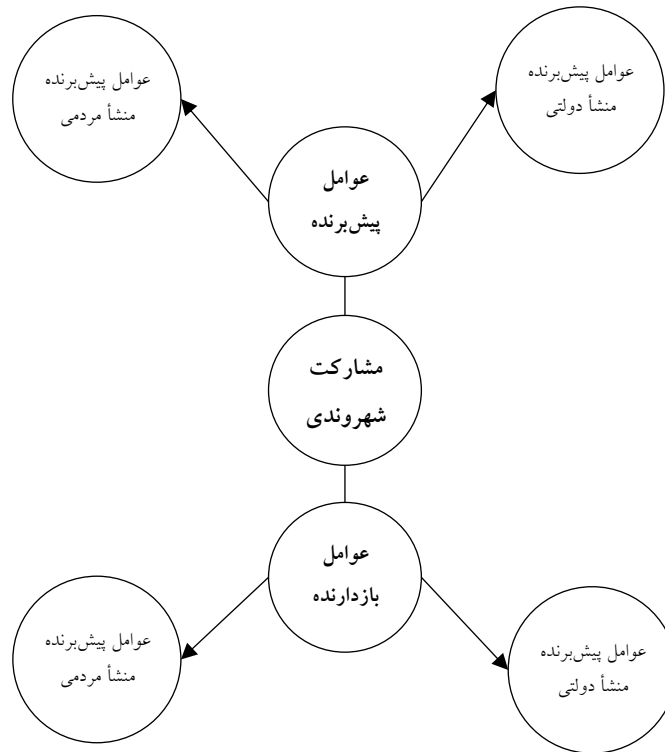 عوامل پیش‌برنده
منشأ دولتی
عوامل پیش‌برنده
منشأ مردمی
عوامل
پیش‌برنده
مشارکت
شهروندی
عوامل
بازدارنده
عوامل پیش‌برنده
منشأ دولتی
عوامل پیش‌برنده
منشأ مردمی